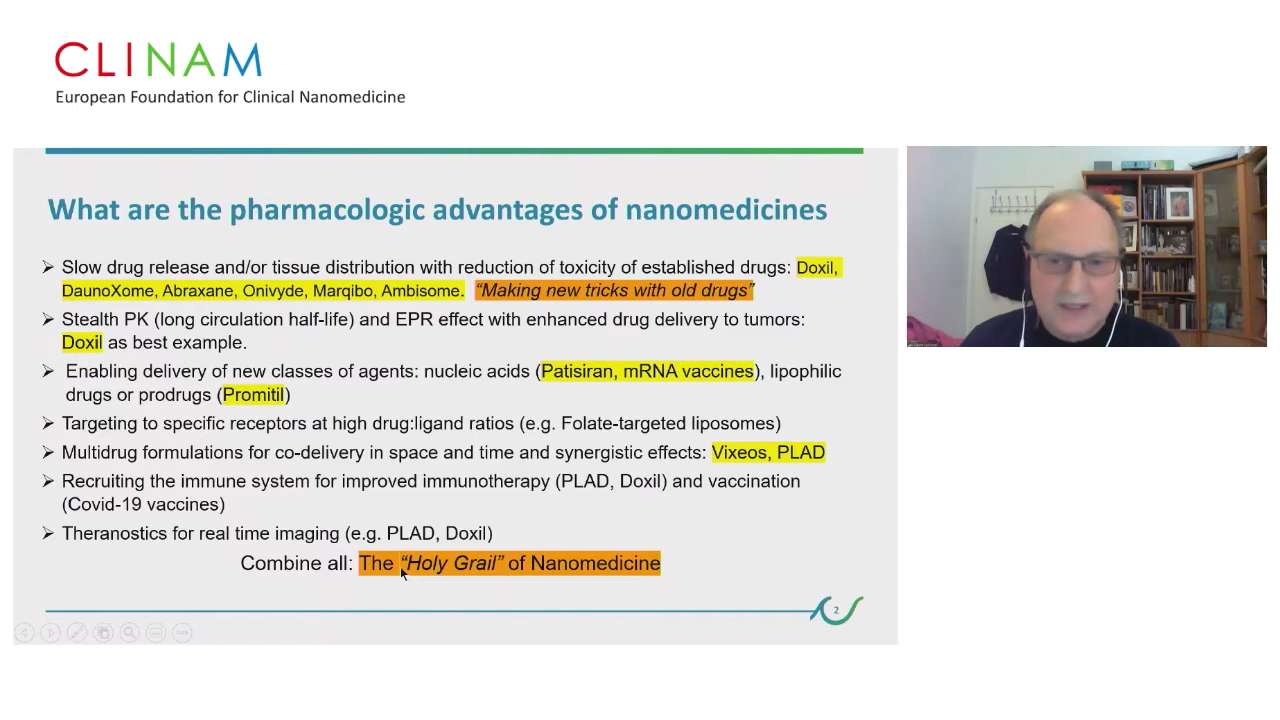 CLINAM
European Foundation for Clinical Nanomedicine
What are the pharmacologic advantages of nanomedicines
Slow drug release and/or tissue distribution with reduction of toxicity of established drugs: Doxil,
DaunoXome, Abraxane, Onivyde, Marqibo, Ambisome. "Making new tricks with old drugs"
Stealth PK (long circulation half-life) and EPR effect with enhanced drug delivery to tumors:
Doxil as best example.
Enabling delivery of new classes of agents: nucleic acids (Patisiran, mRNA vaccines), lipophilic
drugs or prodrugs (Promitil)
Targeting to specific receptors at high drug:ligand ratios (e.g. Folate-targeted liposomes)
Multidrug formulations for co-delivery in space and time and synergistic effects: Vixeos, PLAD
Recruiting the immune system for improved immunotherapy (PLAD, Doxil) and vaccination
(Covid-19 vaccines)
Theranostics for real time imaging (e.g. PLAD, Doxil)
Combine all: The "Holy Grail" of Nanomedicine
2